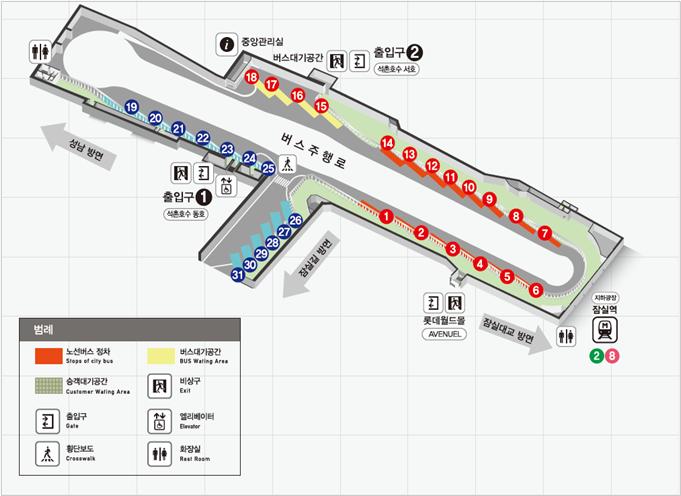 중앙관리실
버스대기공간
출입구 2
석촌호수 서호
18
17
16
15
19
20
21
22
23
24
25
버스주행로
14
13
12
11
10
9
8
7
성남 방면
출입구 1
석촌호수 동호
1
2
3
4
5
6
26
27
28
29
30
31
잠실길 방면
롯데월드몰
AVENUEL
잠실대교 방면
지하광장
잠실역
2 8
범례
노선버스 정차
Stops of city bus
버스대기공간
BUS Wating Area
승객대기공간
Customer Wating Area
비상구
Exit
출입구
Gate
엘리베이터
Elevator
횡단보도
Crosswalk
화장실
Rest Room